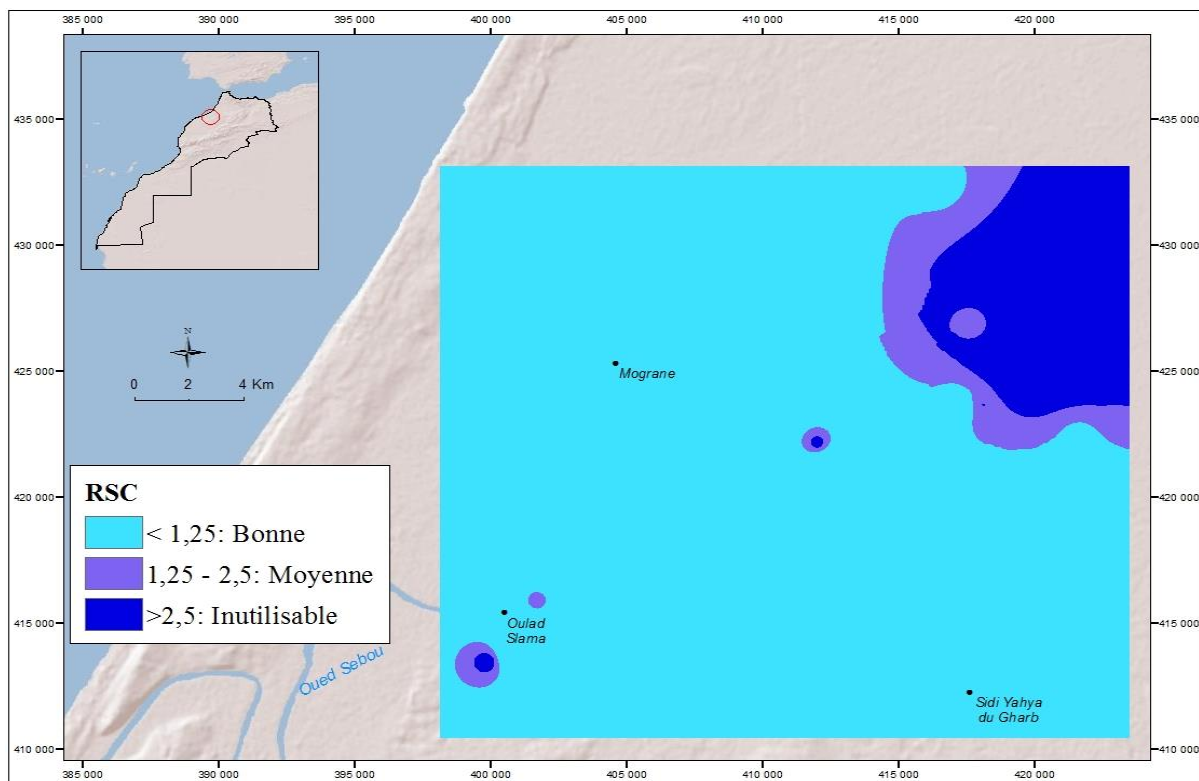 385 000 390 000 395 000 400 000 405 000 410 000 415 000 420 000
435 000 435 000
430 000 430 000
N
425 000 425 000
0 2 4 Km
Mograne
420 000 420 000
RSC
< 1,25: Bonne
1,25 - 2,5: Moyenne
>2,5: Inutilisable
415 000 415 000
Oulad
Slama
Oued Sebou
Sidi Yahya
du Gharb
410 000 410 000
385 000 390 000 395 000 400 000 405 000 410 000 415 000 420 000